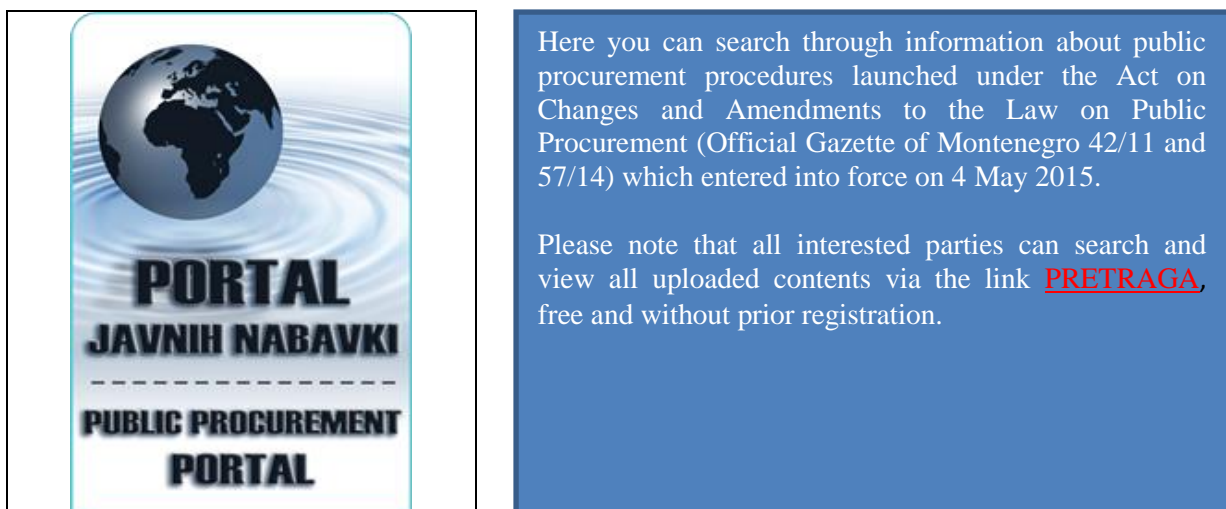 PORTAL
JAVNIH NABAVKI
PUBLIC PROCUREMENT
PORTAL
Here you can search through information about public
procurement procedures launched under the Act on
Changes and Amendments to the Law on Public
Procurement (Official Gazette of Montenegro 42/11 and
57/14) which entered into force on 4 May 2015.
Please note that all interested parties can search and
view all uploaded contents via the link PRETRAGA,
free and without prior registration.